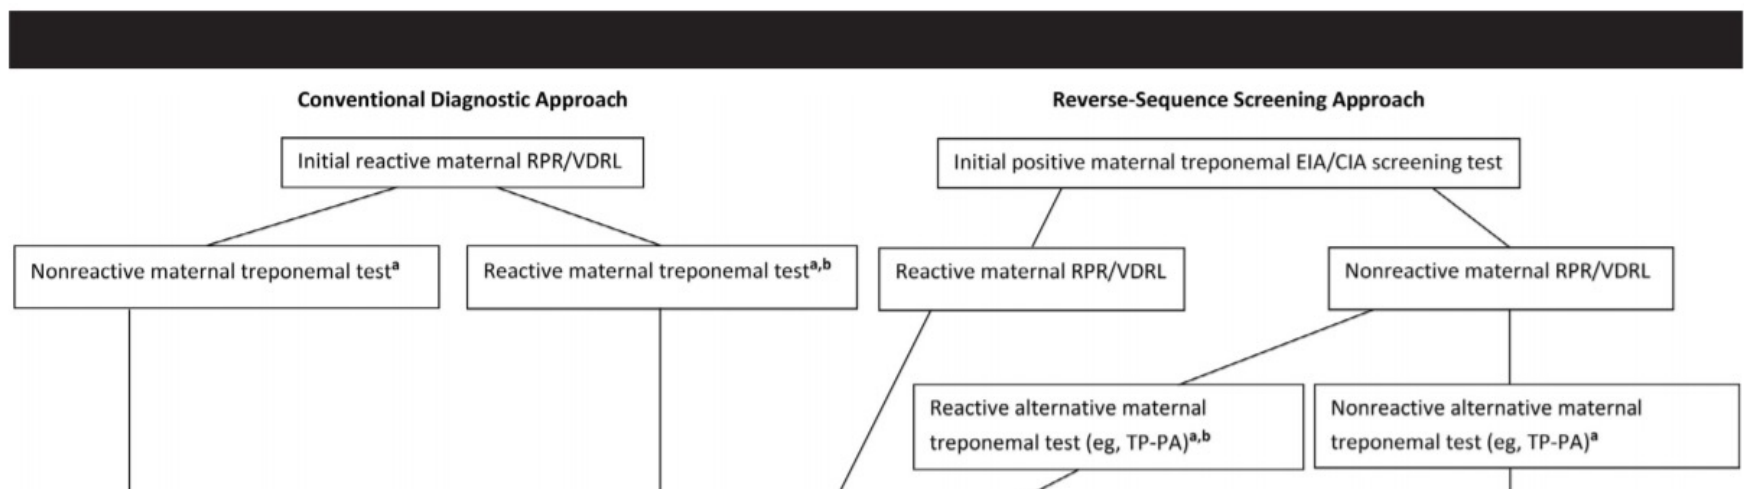 Conventional Diagnostic Approach
Reverse-Sequence Screening Approach
Initial reactive maternal RPR/VDRL
Initial positive maternal treponemal EIA/CIA screening test
Nonreactive maternal treponemal testᵃ
Reactive maternal treponemal testᵃ,ᵇ
Reactive maternal RPR/VDRL
Nonreactive maternal RPR/VDRL
Reactive alternative maternal
treponemal test (eg, TP-PA)ᵃ,ᵇ
Nonreactive alternative maternal
treponemal test (eg, TP-PA)ᵃ